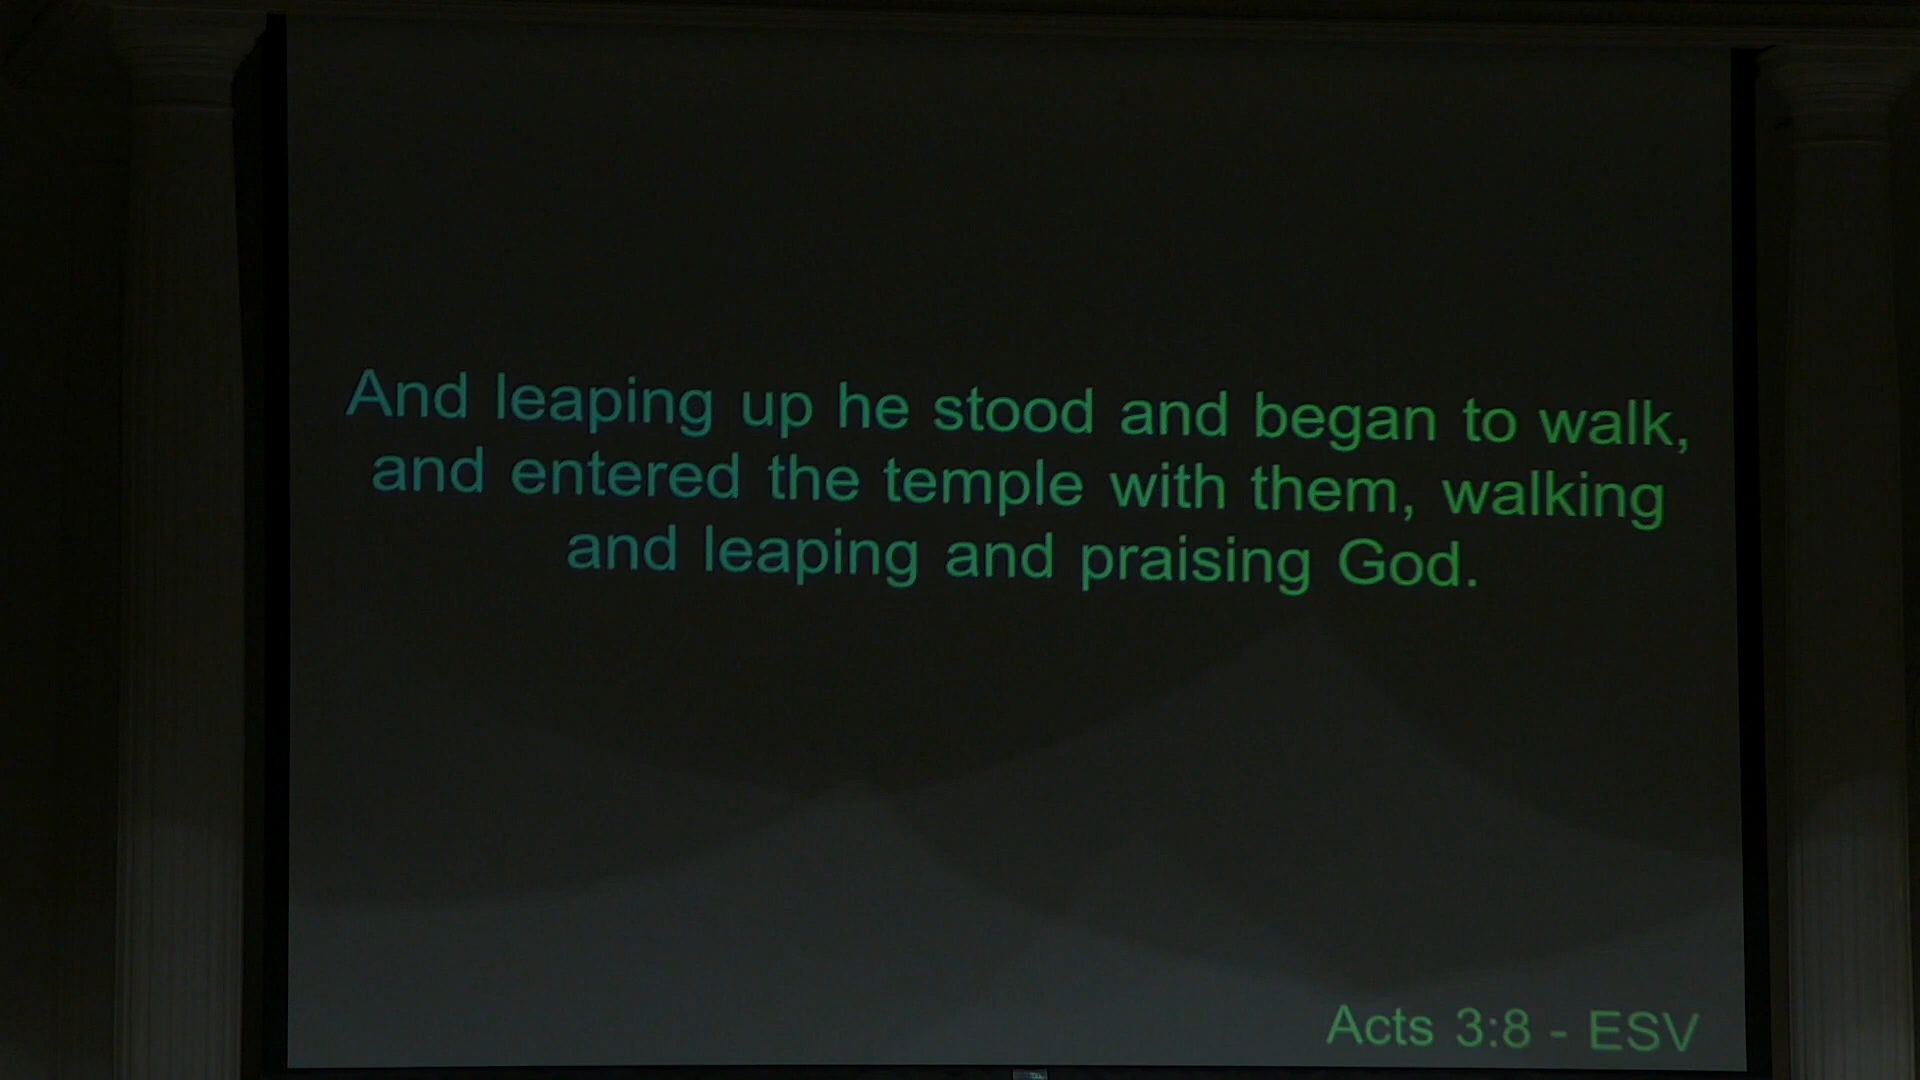 And leaping up he stood and began to walk,
and entered the temple with them, walking
and leaping and praising God.
Acts 3:8 - ESV